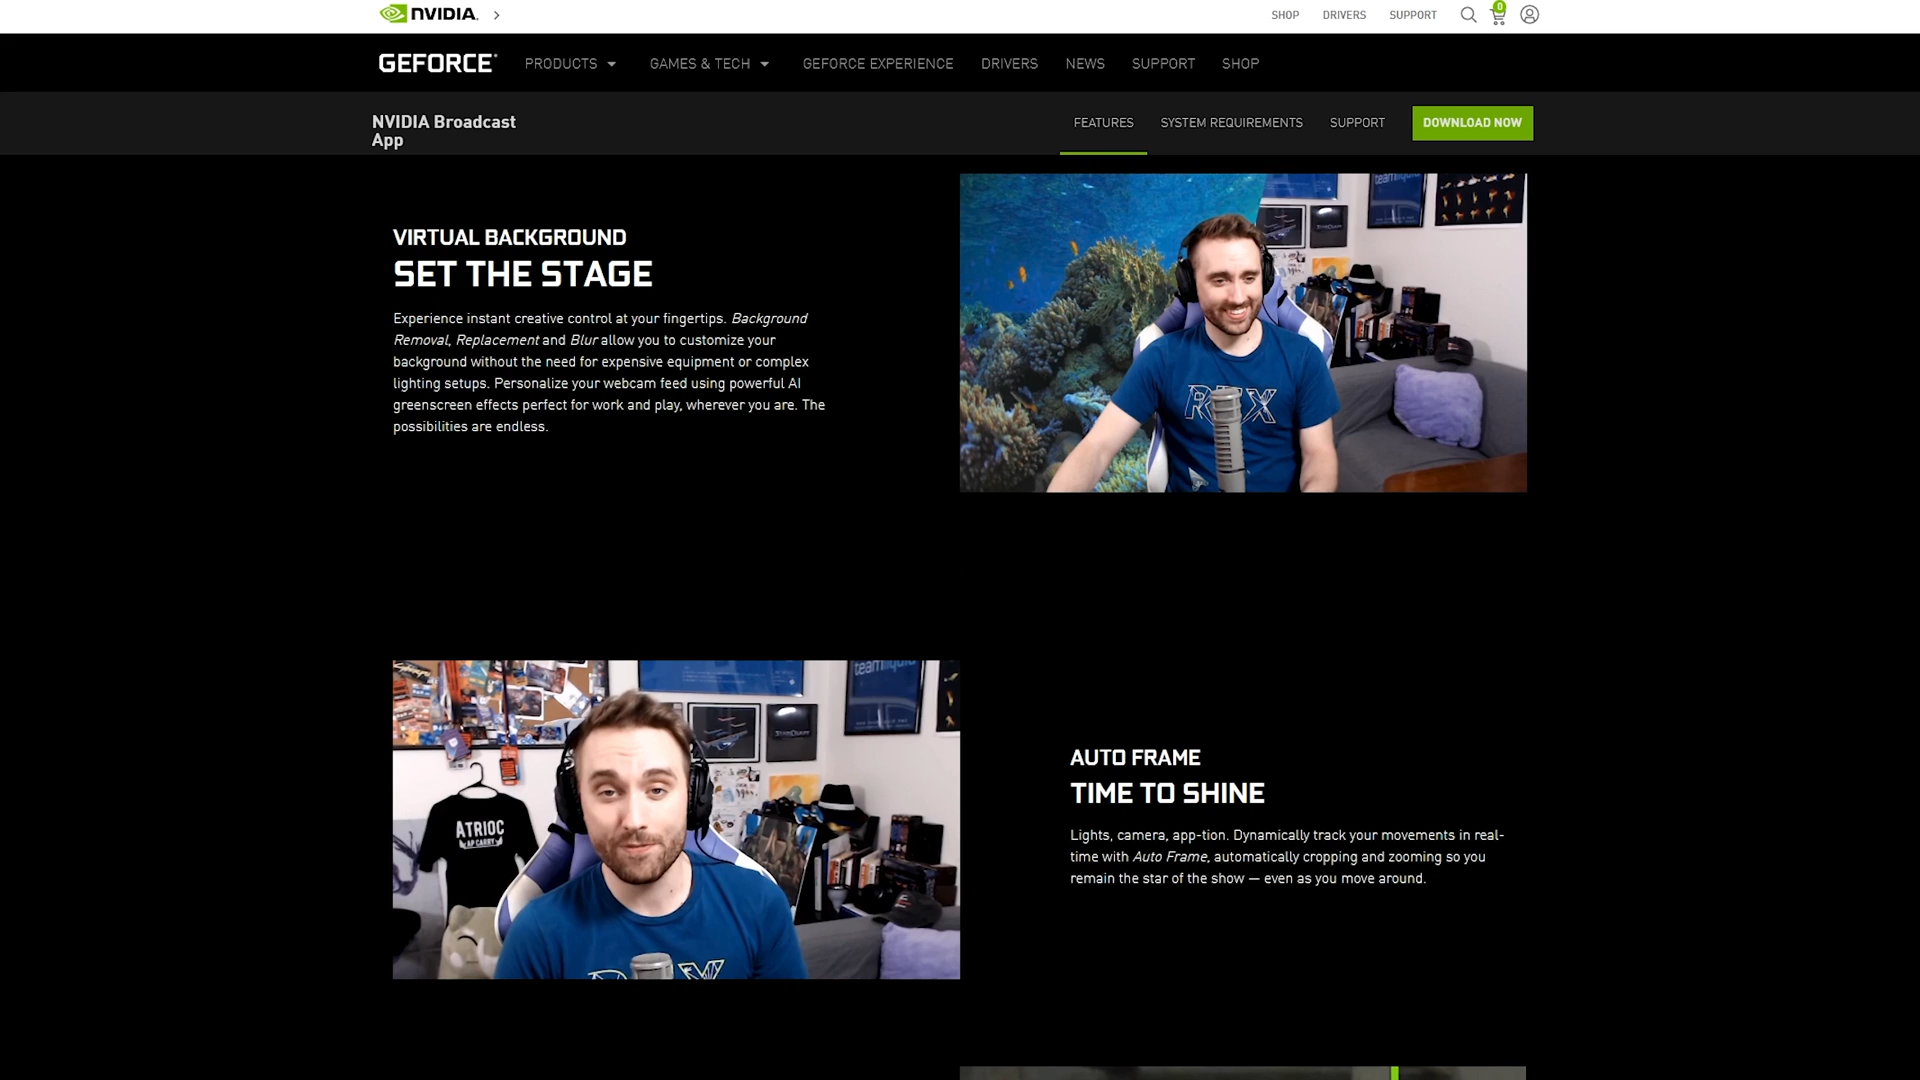 NVIDIA.
SHOP
DRIVERS
SUPPORT
0
GEFORCE
PRODUCTS
GAMES & TECH
GEFORCE EXPERIENCE
DRIVERS
NEWS
SUPPORT
SHOP
NVIDIA Broadcast
App
FEATURES
SYSTEM REQUIREMENTS
SUPPORT
DOWNLOAD NOW
VIRTUAL BACKGROUND
SET THE STAGE
Experience instant creative control at your fingertips. Background
Removal, Replacement and Blur allow you to customize your
background without the need for expensive equipment or complex
lighting setups. Personalize your webcam feed using powerful AI
greenscreen effects perfect for work and play, wherever you are. The
possibilities are endless.
teamliquid
RTX
teamliquid
STARCRAFT
ATRIOC
AP CARRY
AUTO FRAME
TIME TO SHINE
Lights, camera, app-tion. Dynamically track your movements in real-
time with Auto Frame, automatically cropping and zooming so you
remain the star of the show — even as you move around.